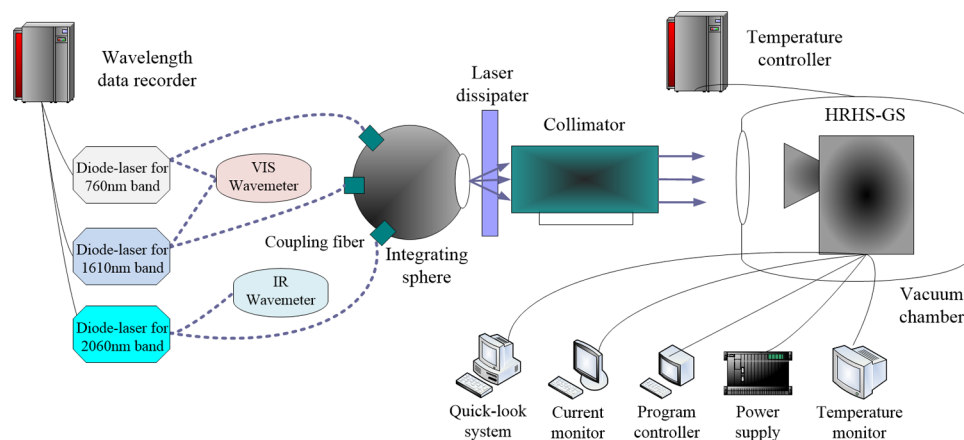 Wavelength
data recorder
Temperature
controller
Laser
dissipater
Collimator
HRHS-GS
Diode-laser for
760nm band
VIS
Wavemeter
Diode-laser for
1610nm band
Coupling fiber
Integrating
sphere
IR
Wavemeter
Diode-laser for
2060nm band
Vacuum
chamber
Quick-look
system
Current
monitor
Program
controller
Power
supply
Temperature
monitor